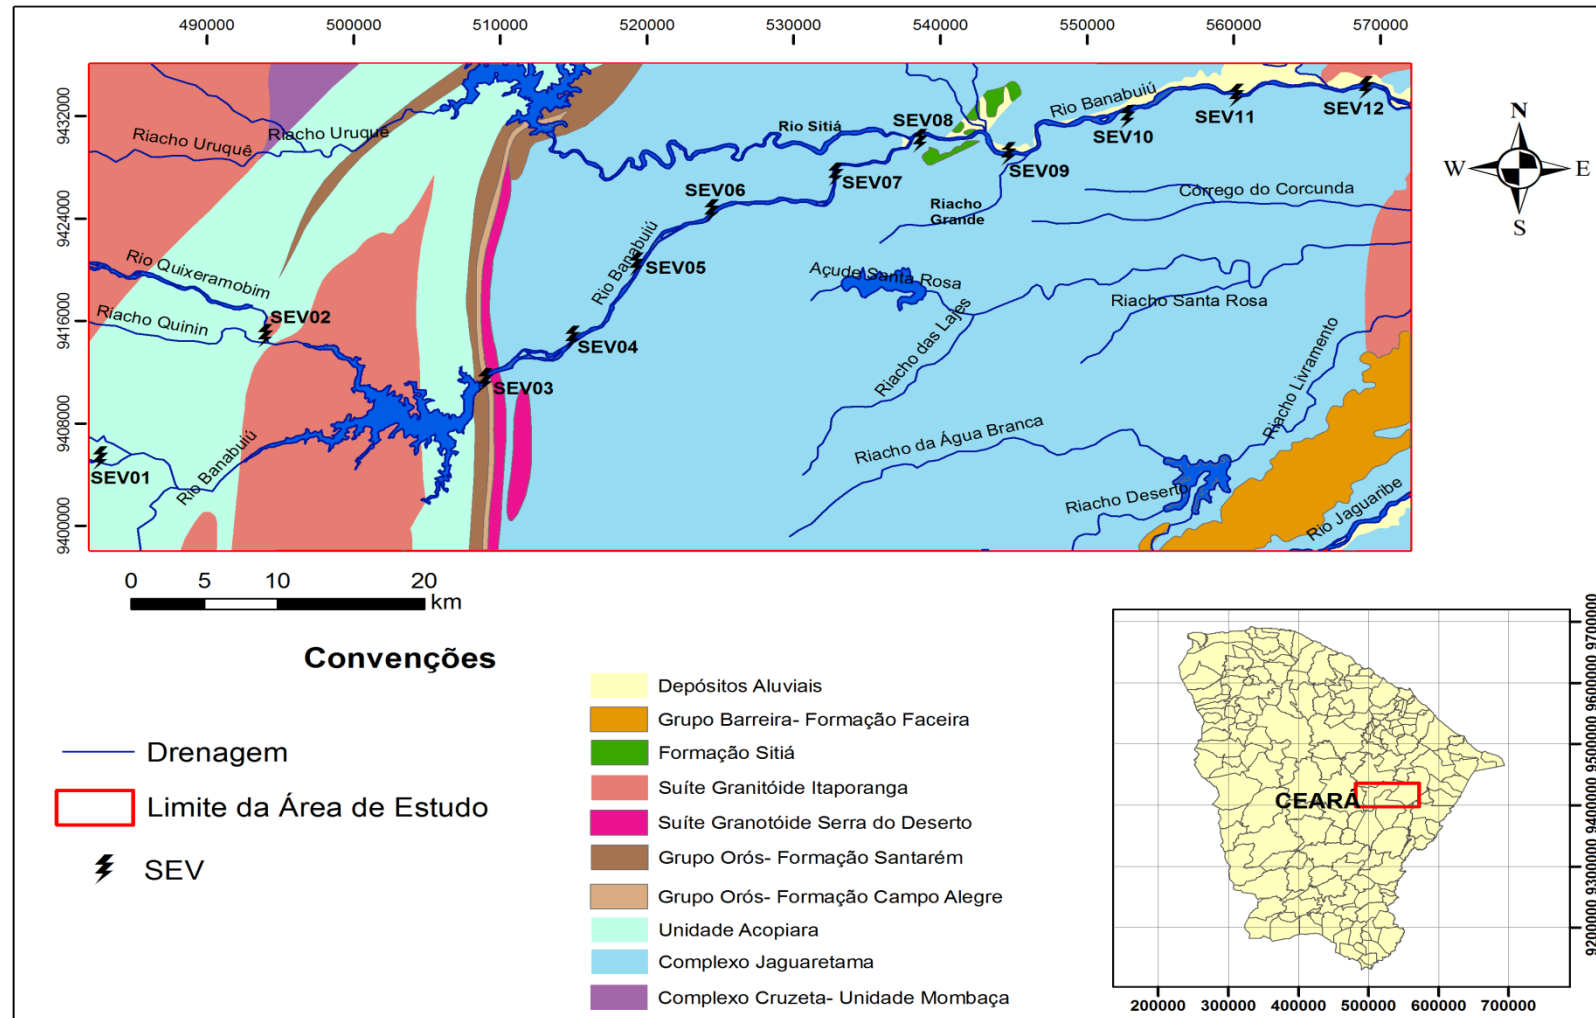 490000 500000 510000 520000 530000 540000 550000 560000 570000
9432000
9424000
9416000
9408000
9400000
Riacho Uruquê
Riacho Uruquê
Rio Sitiá
SEV08
Rio Banabuiú
SEV10
SEV11
SEV12
SEV09
SEV07
SEV06
Riacho
Grande
Córrego do Corcunda
Rio Quixeramobim
Riacho Quinin
SEV02
Rio Banabuiú
SEV05
Açude Santa Rosa
Riacho Santa Rosa
SEV04
Riacho das Lajes
SEV03
Riacho Livramento
Riacho da Água Branca
SEV01
Rio Banabuiú
Riacho Deserto
Rio Jaguaribe
N
W E
S
0 5 10 20
km
Convenções
Drenagem
Limite da Área de Estudo
SEV
Depósitos Aluviais
Grupo Barreira- Formação Faceira
Formação Sitiá
Suíte Granitóide Itaporanga
Suíte Granotóide Serra do Deserto
Grupo Orós- Formação Santarém
Grupo Orós- Formação Campo Alegre
Unidade Acopiara
Complexo Jaguaretama
Complexo Cruzeta- Unidade Mombaça
CEARÁ
9700000
9600000
9500000
9400000
9300000
9200000
200000 300000 400000 500000 600000 700000